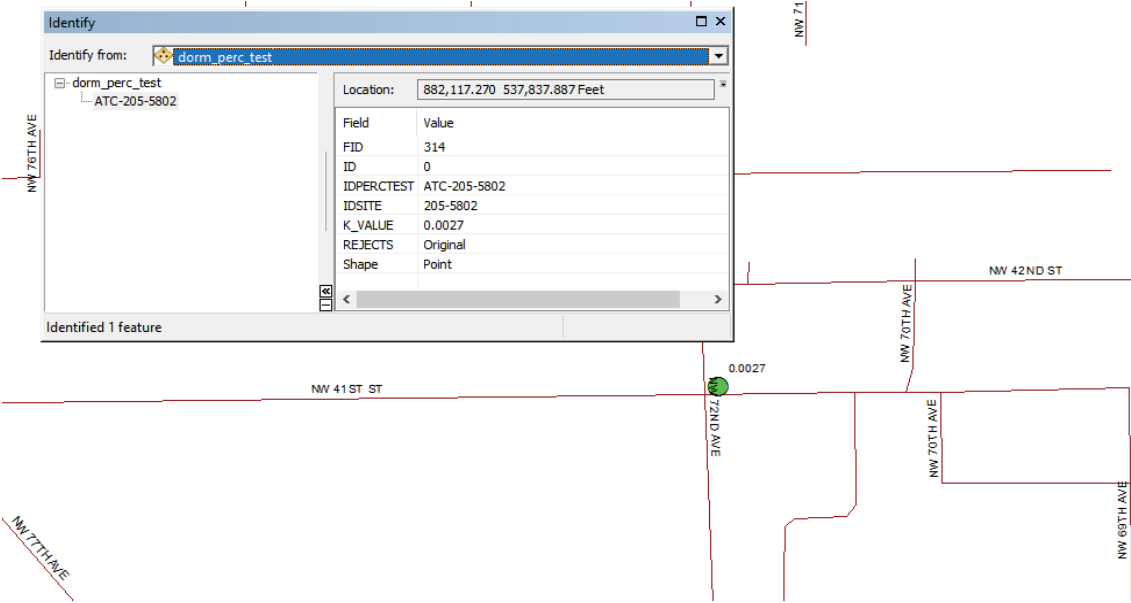 Identify
Identify from: dorm_perc_test
dorm_perc_test
ATC-205-5802
Location: 882,117.270 537,837.887 Feet
Field Value
FID 314
ID 0
IDPERCTEST ATC-205-5802
IDSITE 205-5802
K_VALUE 0.0027
REJECTS Original
Shape Point
Identified 1 feature
NW 71
NW 76TH AVE
NW 42ND ST
NW 70TH AVE
0.0027
NW 41ST ST
NW 72ND AVE
NW 70TH AVE
NW 69TH AVE
NW 77TH AVE